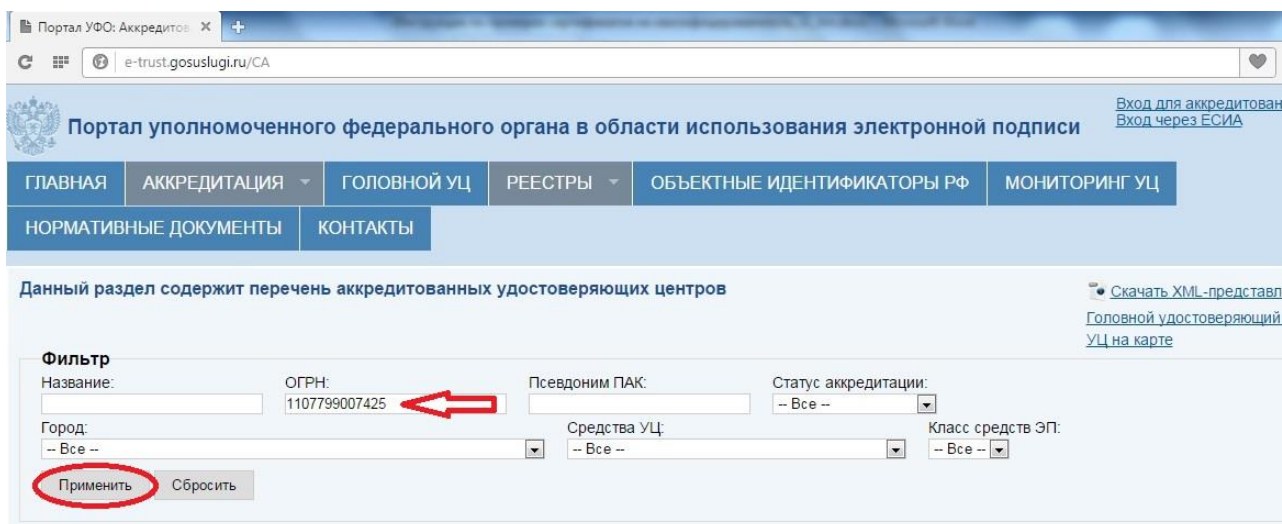 Портал УФО: Аккредитов
e-trust.gosuslugi.ru/CA
Вход для аккредитован
Вход через ЕСИА
Портал уполномоченного федерального органа в области использования электронной подписи
ГЛАВНАЯ АККРЕДИТАЦИЯ ГОЛОВНОЙ УЦ РЕЕСТРЫ ОБЪЕКТНЫЕ ИДЕНТИФИКАТОРЫ РФ МОНИТОРИНГ УЦ
НОРМАТИВНЫЕ ДОКУМЕНТЫ КОНТАКТЫ
Данный раздел содержит перечень аккредитованных удостоверяющих центров
Скачать XML-представл
Головной удостоверяющий
УЦ на карте
Фильтр
Название: ОГРН: Псевдоним ПАК: Статус аккредитации:
1107799007425 -- Все --
Город: Средства УЦ: Класс средств ЭП:
-- Все -- -- Все -- -- Все --
Применить Сбросить